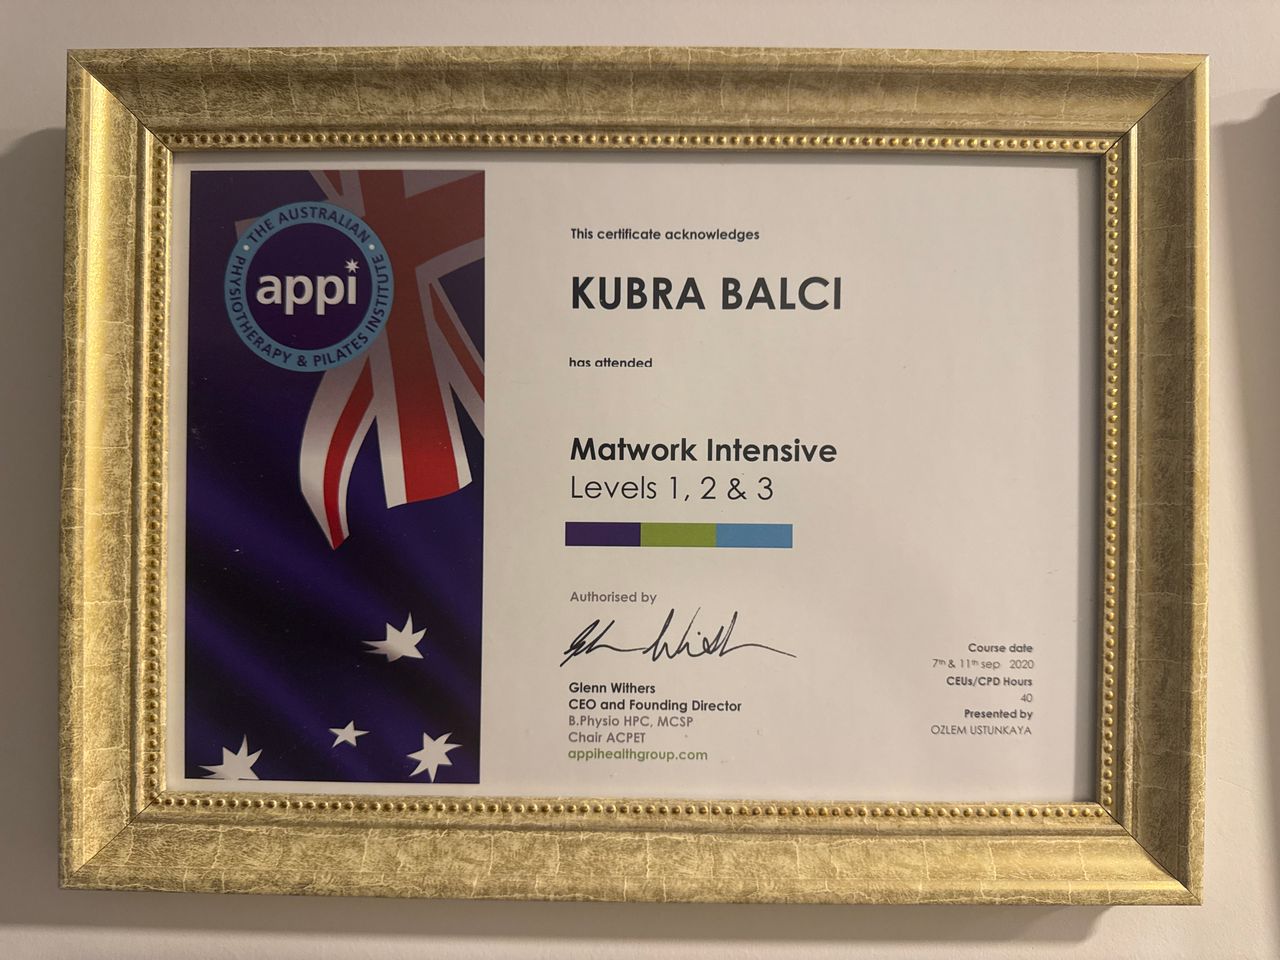 THE AUSTRALIAN
PHYSIOTHERAPY & PILATES INSTITUTE
appi
This certificate acknowledges
KUBRA BALCI
has attended
Matwork Intensive
Levels 1, 2 & 3
Authorised by
Glenn Withers
CEO and Founding Director
B.Physio HPC, MCSP
Chair ACPET
appihealthgroup.com
Course date
7th & 11th sep 2020
CEUs/CPD Hours
40
Presented by
OZLEM USTUNKAYA